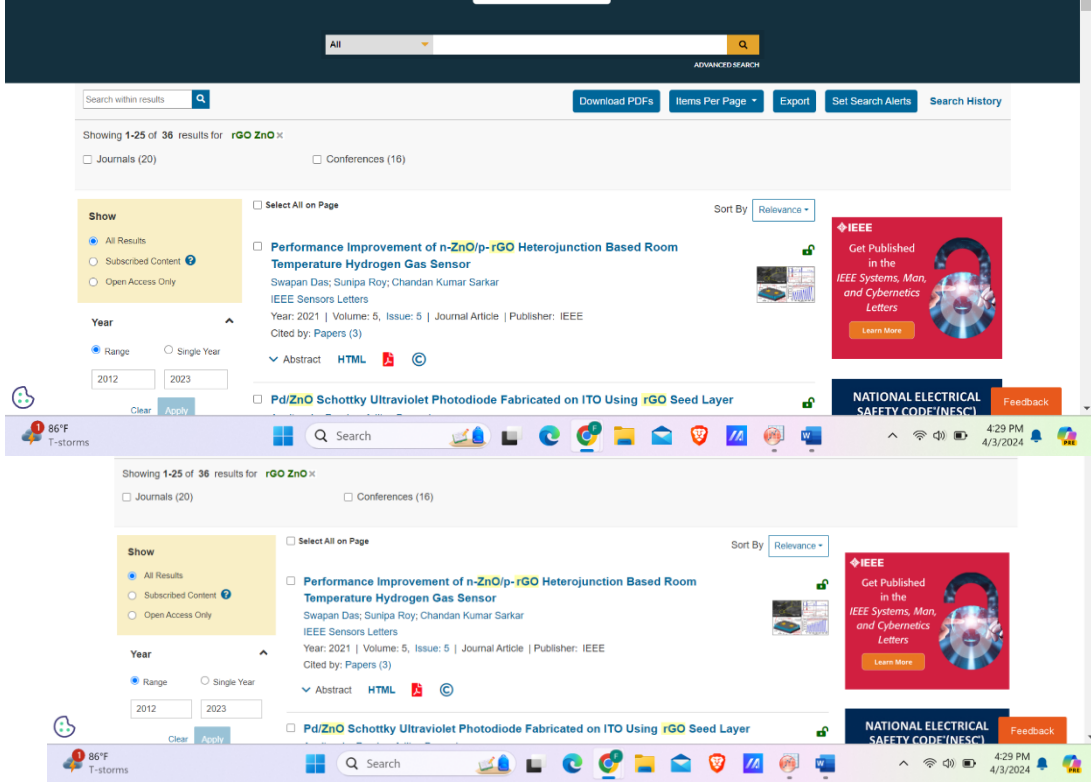 All
ADVANCED SEARCH
Search within results
Download PDFs
Items Per Page
Export
Set Search Alerts
Search History
Showing 1-25 of 36 results for rGO ZnO ×
Journals (20)
Conferences (16)
Show
All Results
Subscribed Content ?
Open Access Only
Year
Range
Single Year
2012
2023
Clear
Apply
Select All on Page
Sort By Relevance
Performance Improvement of n-ZnO/p-rGO Heterojunction Based Room
Temperature Hydrogen Gas Sensor
Swapan Das; Sunipa Roy; Chandan Kumar Sarkar
IEEE Sensors Letters
Year: 2021 | Volume: 5, Issue: 5 | Journal Article | Publisher: IEEE
Cited by: Papers (3)
Abstract HTML ©
Pd/ZnO Schottky Ultraviolet Photodiode Fabricated on ITO Using rGO Seed Layer
IEEE
Get Published
in the
IEEE Systems, Man,
and Cybernetics
Letters
Learn More
NATIONAL ELECTRICAL
SAFETY CODE®(NESC®)
Feedback
1
86°F
T-storms
Search
4:29 PM
4/3/2024
PRE
Showing 1-25 of 36 results for rGO ZnO ×
Journals (20)
Conferences (16)
Show
All Results
Subscribed Content ?
Open Access Only
Year
Range
Single Year
2012
2023
Clear
Apply
Select All on Page
Sort By Relevance
Performance Improvement of n-ZnO/p-rGO Heterojunction Based Room
Temperature Hydrogen Gas Sensor
Swapan Das; Sunipa Roy; Chandan Kumar Sarkar
IEEE Sensors Letters
Year: 2021 | Volume: 5, Issue: 5 | Journal Article | Publisher: IEEE
Cited by: Papers (3)
Abstract HTML ©
Pd/ZnO Schottky Ultraviolet Photodiode Fabricated on ITO Using rGO Seed Layer
IEEE
Get Published
in the
IEEE Systems, Man,
and Cybernetics
Letters
Learn More
NATIONAL ELECTRICAL
SAFETY CODE®(NESC®)
Feedback
1
86°F
T-storms
Search
4:29 PM
4/3/2024
PRE